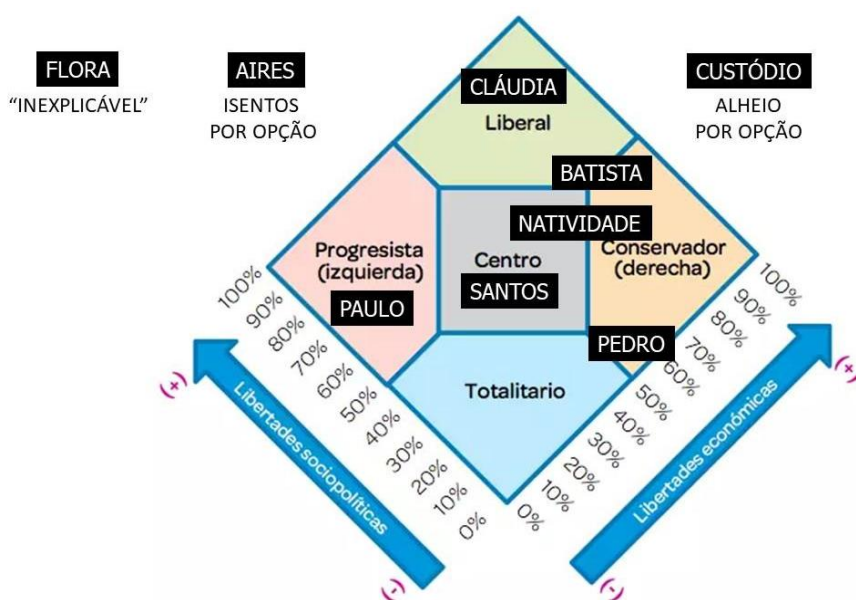 FLORA
"INEXPLICÁVEL"
AIRES
ISENTOS
POR OPÇÃO
CLÁUDIA
Liberal
CUSTÓDIO
ALHEIO
POR OPÇÃO
BATISTA
NATIVIDADE
Progresista
(izquierda)
PAULO
Centro
SANTOS
Conservador
(derecha)
PEDRO
Totalitario
100%
90%
80%
70%
60%
50%
40%
30%
20%
10%
0%
100%
90%
80%
70%
60%
50%
40%
30%
20%
10%
0%
(+)
Libertades sociopolíticas
(-)
(+)
Libertades económicas
(-)